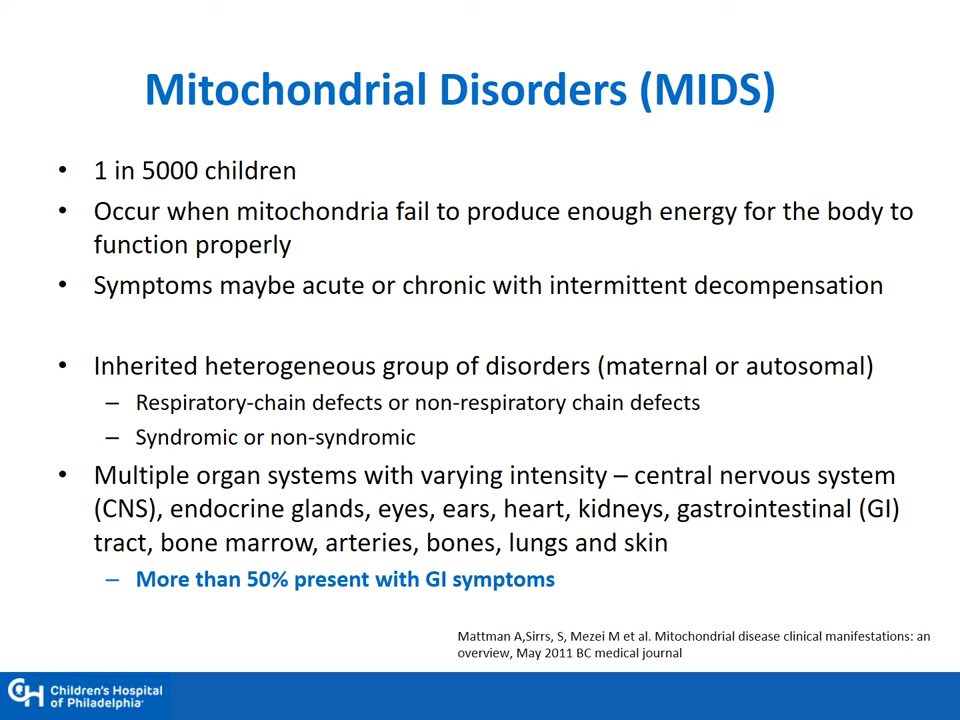 Mitochondrial Disorders (MIDS)
• 1 in 5000 children
• Occur when mitochondria fail to produce enough energy for the body to
function properly
• Symptoms maybe acute or chronic with intermittent decompensation
• Inherited heterogeneous group of disorders (maternal or autosomal)
– Respiratory-chain defects or non-respiratory chain defects
– Syndromic or non-syndromic
• Multiple organ systems with varying intensity – central nervous system
(CNS), endocrine glands, eyes, ears, heart, kidneys, gastrointestinal (GI)
tract, bone marrow, arteries, bones, lungs and skin
– More than 50% present with GI symptoms
Mattman A,Sirrs, S, Mezei M et al. Mitochondrial disease clinical manifestations: an
overview, May 2011 BC medical journal
CH Children's Hospital
of Philadelphia